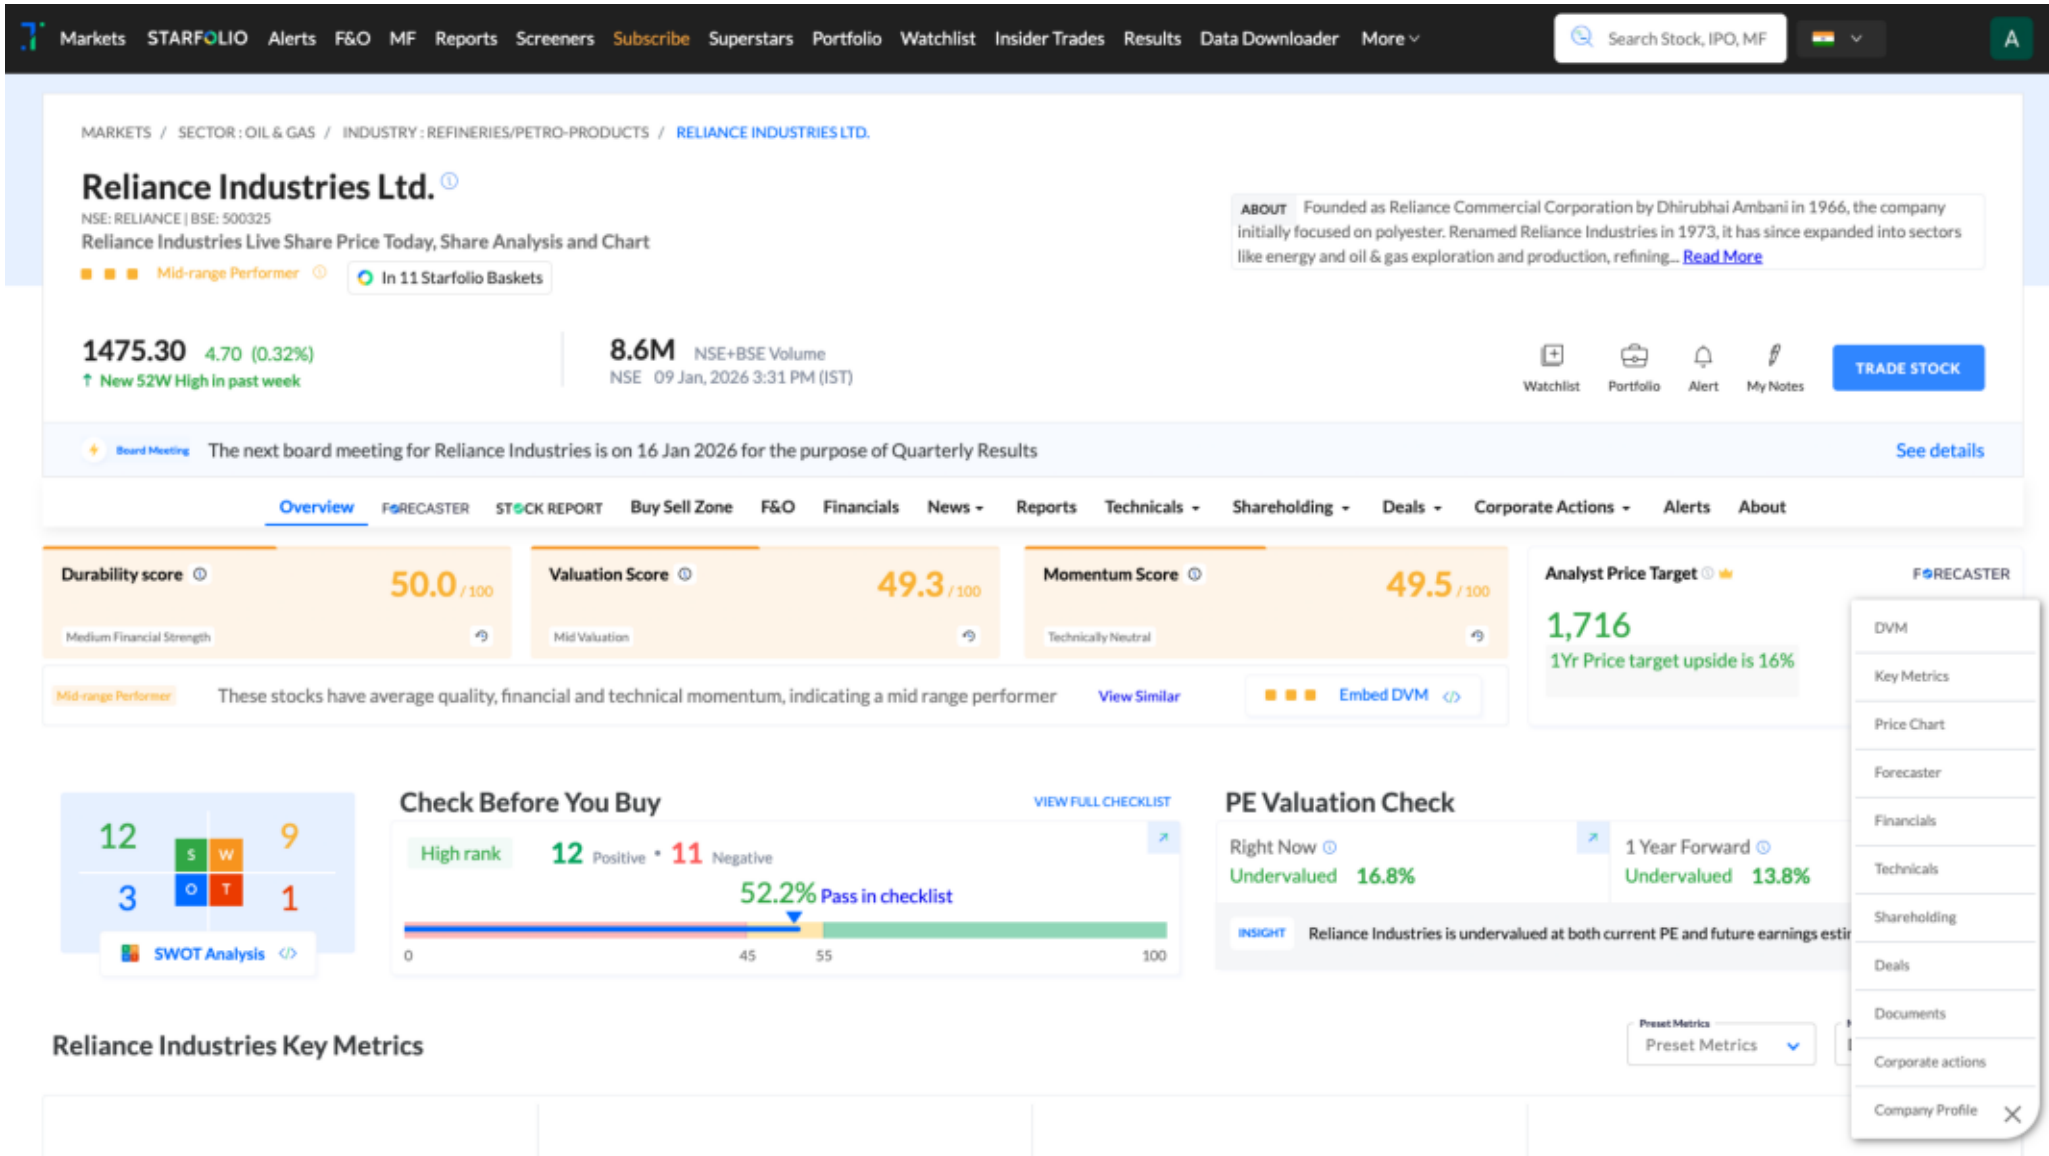 Markets STARFOLIO Alerts F&O MF Reports Screeners Subscribe Superstars Portfolio Watchlist Insider Trades Results Data Downloader More Search Stock, IPO, MF A
MARKETS / SECTOR : OIL & GAS / INDUSTRY : REFINERIES/PETRO-PRODUCTS / RELIANCE INDUSTRIES LTD.
Reliance Industries Ltd.
NSE: RELIANCE | BSE: 500325
Reliance Industries Live Share Price Today, Share Analysis and Chart
Mid-range Performer In 11 Starfolio Baskets
ABOUT Founded as Reliance Commercial Corporation by Dhirubhai Ambani in 1966, the company
initially focused on polyester. Renamed Reliance Industries in 1973, it has since expanded into sectors
like energy and oil & gas exploration and production, refining... Read More
1475.30 4.70 (0.32%)
↑ New 52W High in past week
8.6M NSE+BSE Volume
NSE 09 Jan, 2026 3:31 PM (IST)
Watchlist Portfolio Alert My Notes TRADE STOCK
Board Meeting The next board meeting for Reliance Industries is on 16 Jan 2026 for the purpose of Quarterly Results See details
Overview FORECASTER STOCK REPORT Buy Sell Zone F&O Financials News Reports Technicals Shareholding Deals Corporate Actions Alerts About
Durability score 50.0 / 100
Medium Financial Strength
Valuation Score 49.3 / 100
Mid Valuation
Momentum Score 49.5 / 100
Technically Neutral
Analyst Price Target FORECASTER
1,716
1Yr Price target upside is 16%
Mid-range Performer These stocks have average quality, financial and technical momentum, indicating a mid range performer View Similar Embed DVM </>
12 9
S W
O T
3 1
SWOT Analysis </>
Check Before You Buy VIEW FULL CHECKLIST
High rank 12 Positive • 11 Negative
52.2% Pass in checklist
0 45 55 100
PE Valuation Check
Right Now
Undervalued 16.8%
1 Year Forward
Undervalued 13.8%
INSIGHT Reliance Industries is undervalued at both current PE and future earnings
Reliance Industries Key Metrics
Preset Metrics
Preset Metrics
DVM
Key Metrics
Price Chart
Forecaster
Financials
Technicals
Shareholding
Deals
Documents
Corporate actions
Company Profile